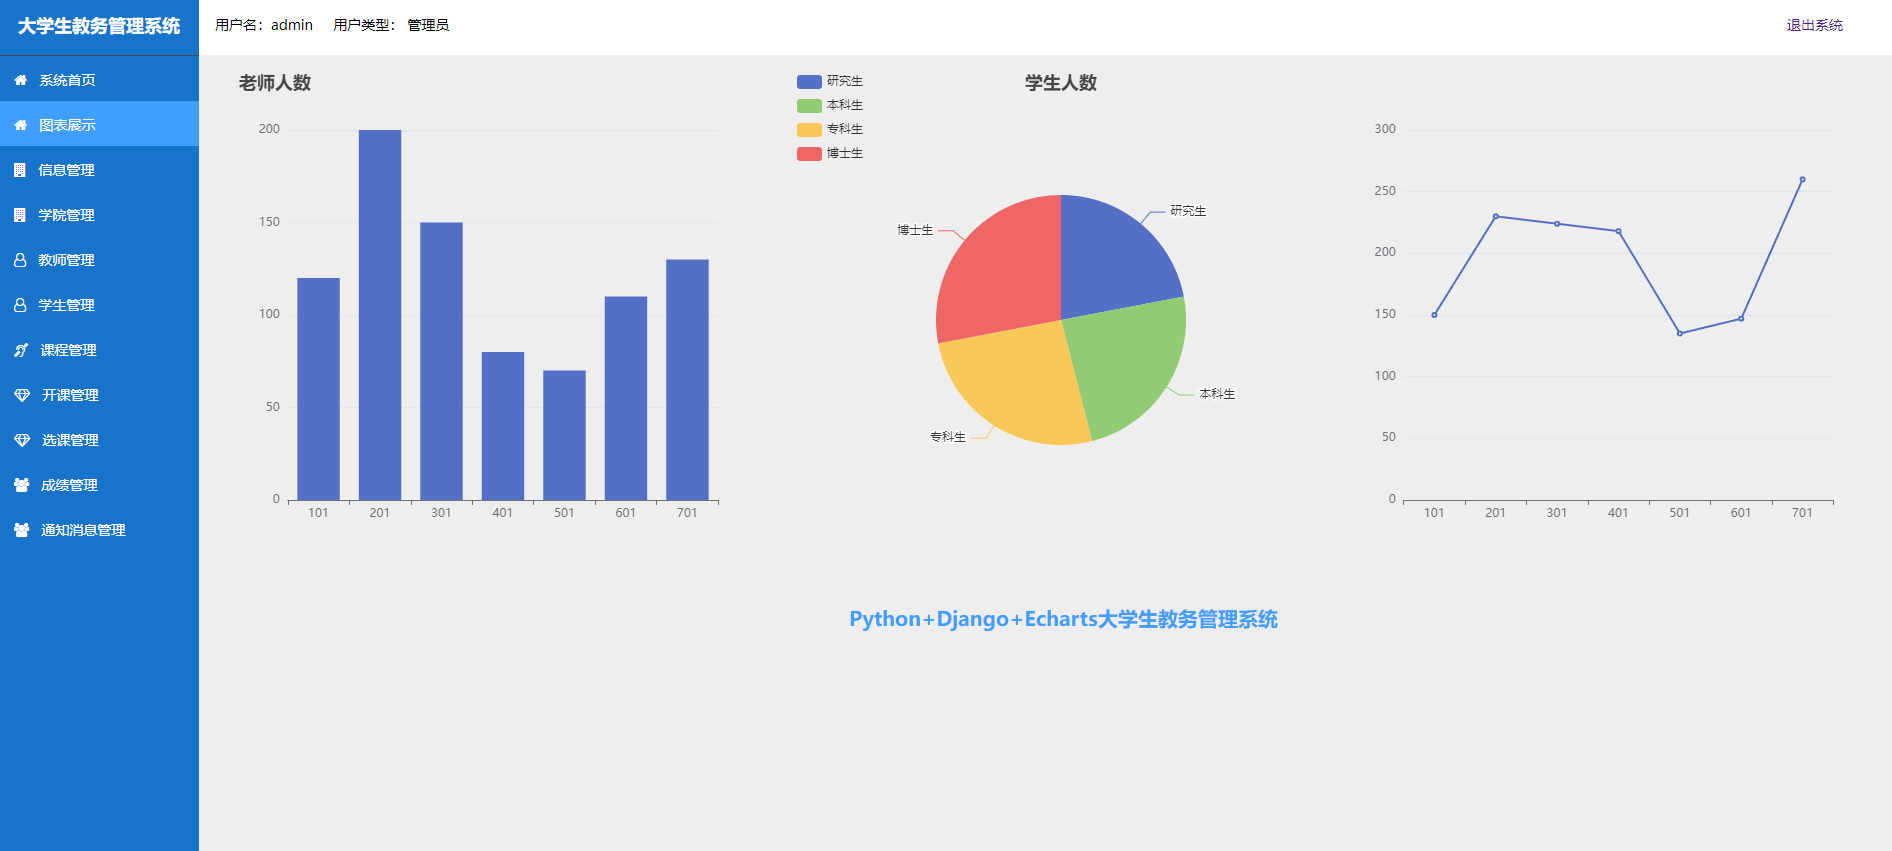 大学生教务管理系统
用户名：admin 用户类型： 管理员
退出系统
系统首页
图表展示
信息管理
学院管理
教师管理
学生管理
课程管理
开课管理
选课管理
成绩管理
通知消息管理
老师人数
200
150
100
50
0
101 201 301 401 501 601 701
研究生
本科生
专科生
博士生
学生人数
研究生
博士生
本科生
专科生
300
250
200
150
100
50
0
101 201 301 401 501 601 701
Python+Django+Echarts大学生教务管理系统